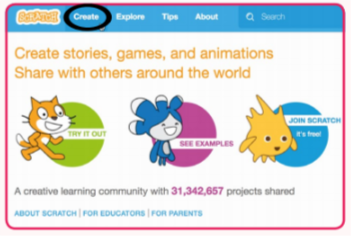 SCRATCH Create Explore Tips About Search
Create stories, games, and animations
Share with others around the world
TRY IT OUT
SEE EXAMPLES
JOIN SCRATCH
it's free!
A creative learning community with 31,342,657 projects shared
ABOUT SCRATCH | FOR EDUCATORS | FOR PARENTS